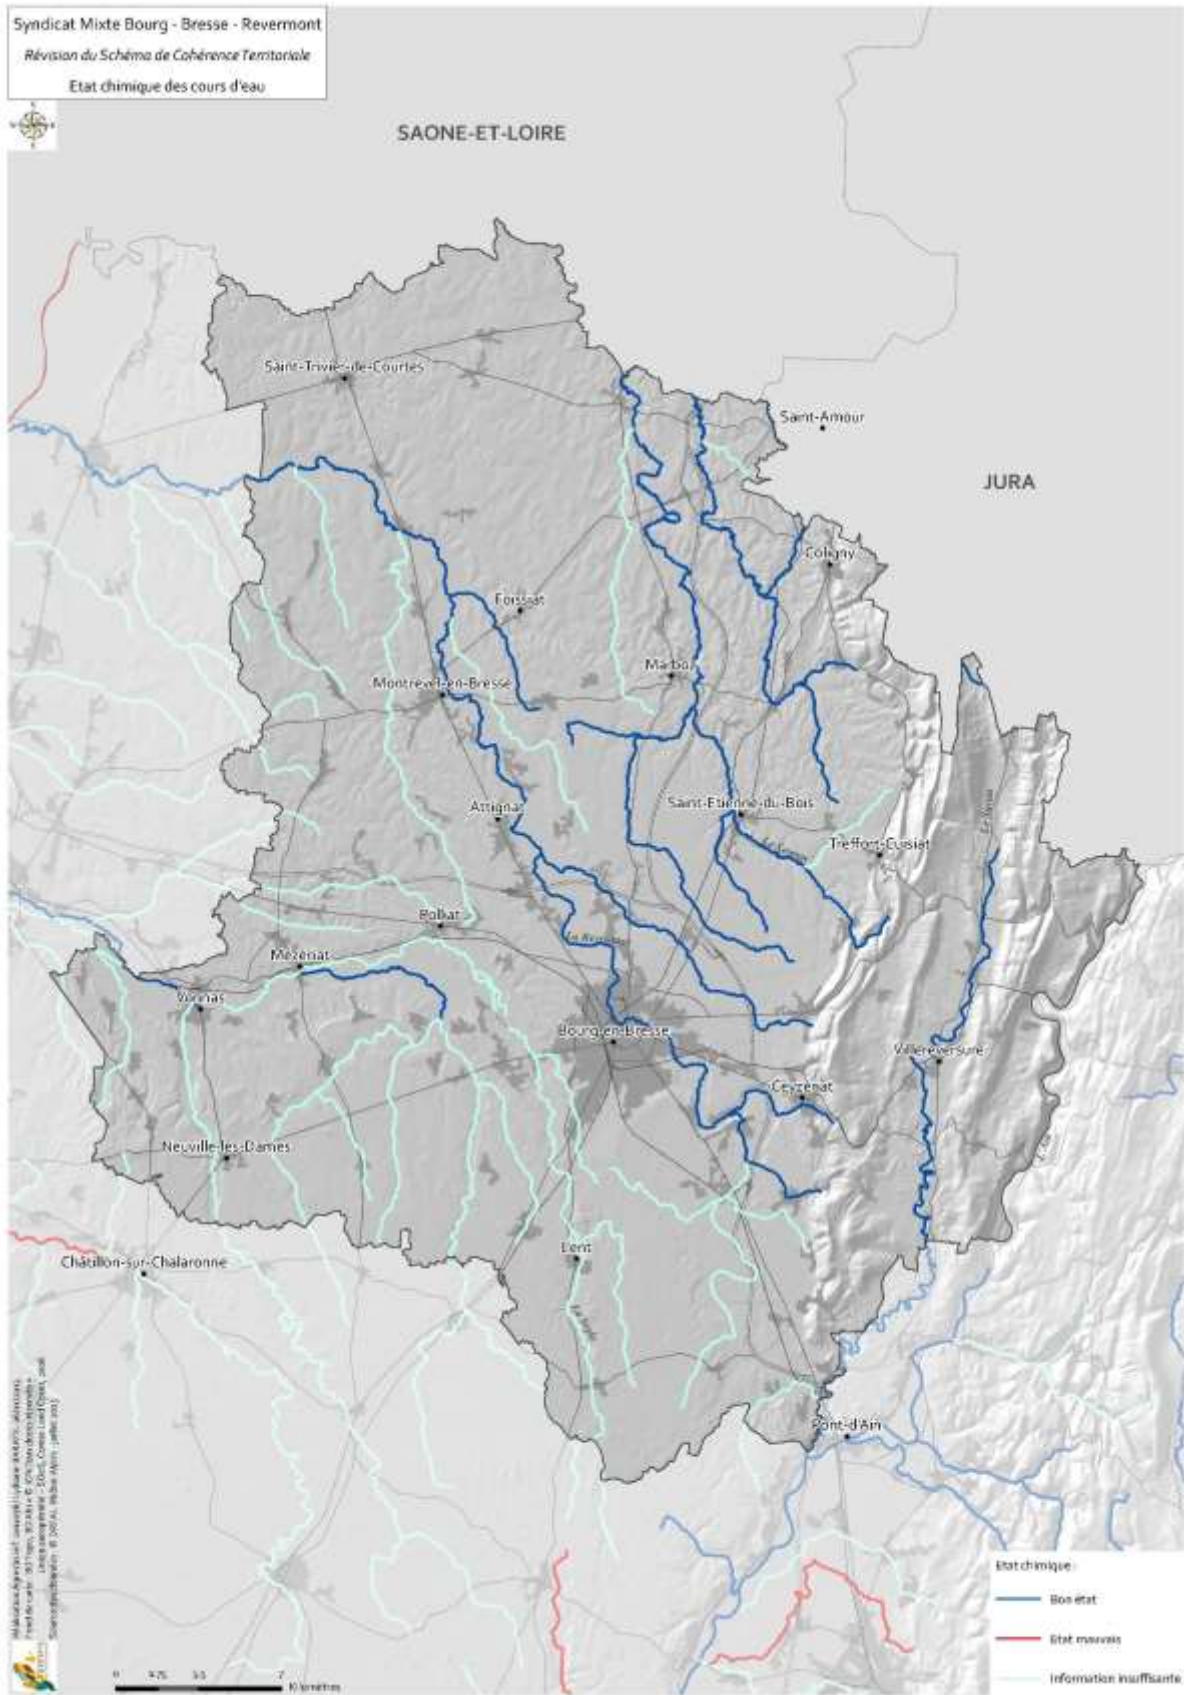 Syndicat Mixte Bourg - Bresse - Revermont
Révision du Schéma de Cohérence Territoriale
Etat chimique des cours d'eau
SAONE-ET-LOIRE
Saint-Trivier-de-Courtes
Saint-Amour
JURA
Coligny
Foissiat
Marboz
Montrevel-en-Bresse
Attignat
Saint-Etienne-du-Bois
Treffort-Cuisiat
Polliat
Mézériat
Vonnas
Bourg-en-Bresse
Villereversure
Ceyzériat
Neuville-les-Dames
Lent
Châtillon-sur-Chalaronne
Pont-d'Ain
Etat chimique :
Bon état
Etat mauvais
Information insuffisante
0
7
Kilomètres